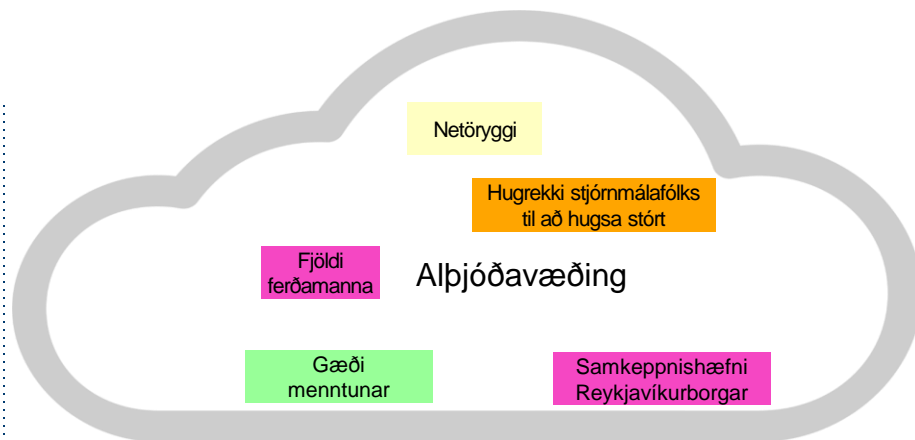 Netöryggi
Hugrekki stjórnmálafólks
til að hugsa stórt
Fjöldi
ferðamanna
Alþjóðavæðing
Gæði
menntunar
Samkeppnishæfni
Reykjavíkurborgar